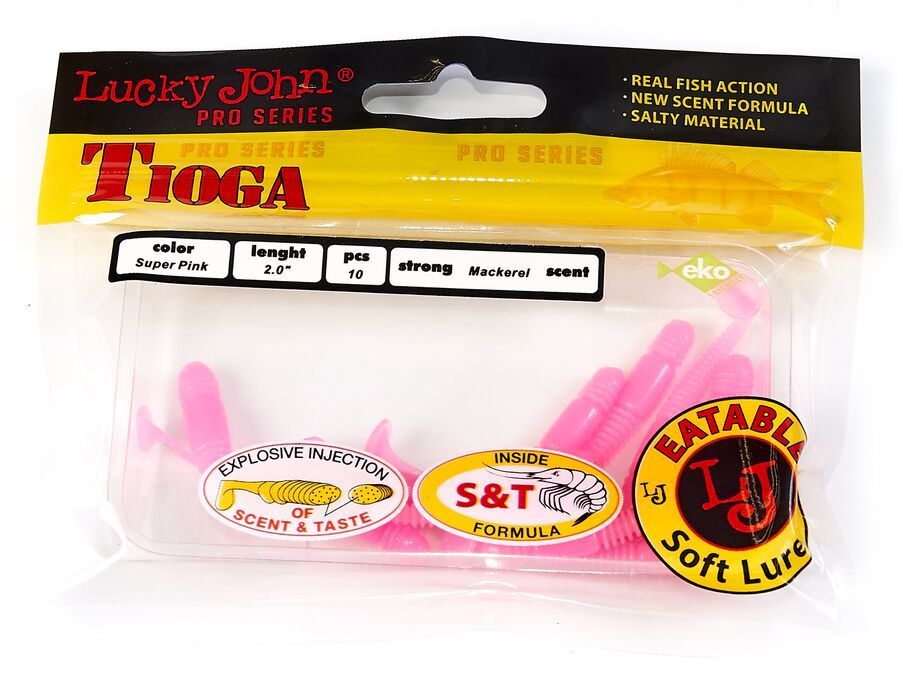 Lucky John®
PRO SERIES
· REAL FISH ACTION
· NEW SCENT FORMULA
· SALTY MATERIAL
PRO SERIES
PRO SERIES
TIOGA
color
Super Pink
lenght
2.0"
pcs
10
strong Mackerel scent
eko
EXPLOSIVE INJECTION
OF
SCENT & TASTE
INSIDE
S&T
FORMULA
EATABLE
LJ
LJ
Soft Lure